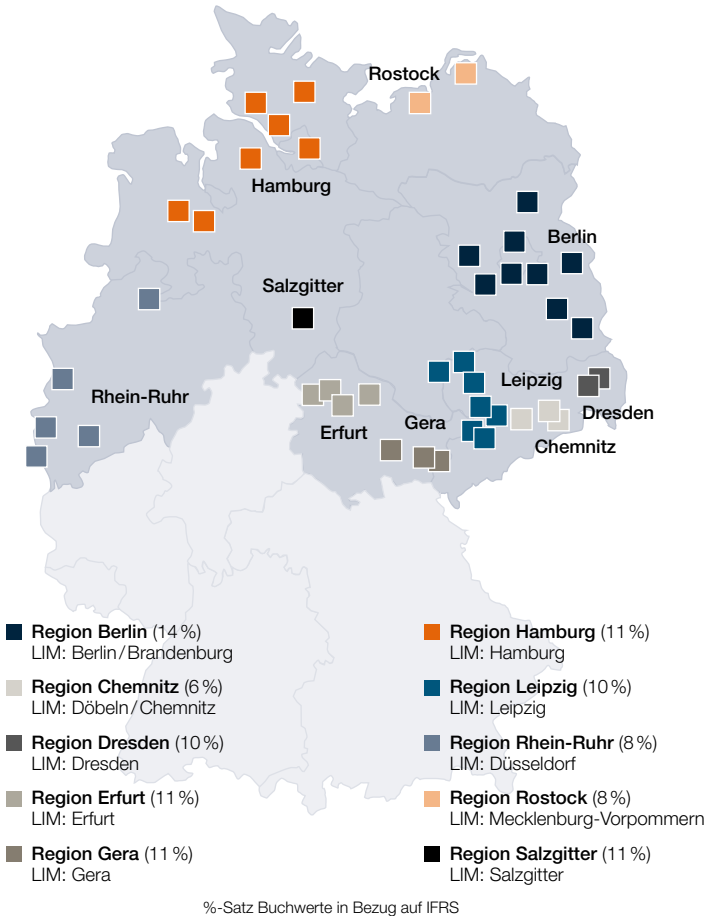 Rostock
Hamburg
Berlin
Salzgitter
Rhein-Ruhr
Leipzig
Dresden
Erfurt
Gera
Chemnitz
Region Berlin (14 %)
LIM: Berlin/Brandenburg
Region Chemnitz (6 %)
LIM: Döbeln/Chemnitz
Region Dresden (10 %)
LIM: Dresden
Region Erfurt (11 %)
LIM: Erfurt
Region Gera (11 %)
LIM: Gera
Region Hamburg (11 %)
LIM: Hamburg
Region Leipzig (10 %)
LIM: Leipzig
Region Rhein-Ruhr (8 %)
LIM: Düsseldorf
Region Rostock (8 %)
LIM: Mecklenburg-Vorpommern
Region Salzgitter (11 %)
LIM: Salzgitter
%-Satz Buchwerte in Bezug auf IFRS